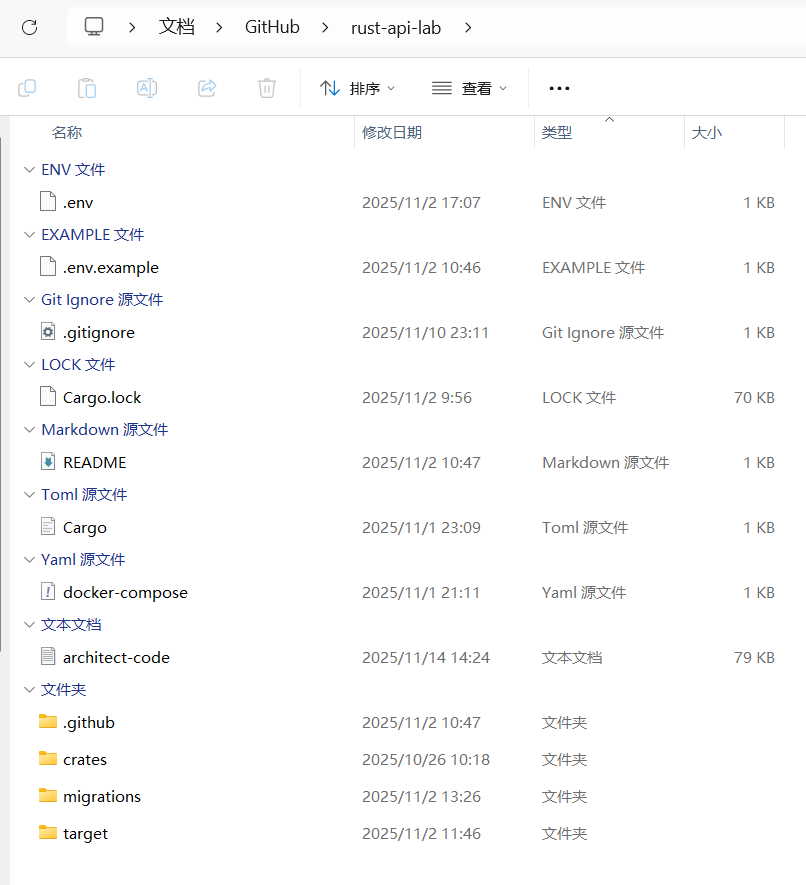 文档 GitHub rust-api-lab
排序 查看
名称 修改日期 类型 大小
ENV 文件
.env 2025/11/2 17:07 ENV 文件 1 KB
EXAMPLE 文件
.env.example 2025/11/2 10:46 EXAMPLE 文件 1 KB
Git Ignore 源文件
.gitignore 2025/11/10 23:11 Git Ignore 源文件 1 KB
LOCK 文件
Cargo.lock 2025/11/2 9:56 LOCK 文件 70 KB
Markdown 源文件
README 2025/11/2 10:47 Markdown 源文件 1 KB
Toml 源文件
Cargo 2025/11/1 23:09 Toml 源文件 1 KB
Yaml 源文件
docker-compose 2025/11/1 21:11 Yaml 源文件 1 KB
文本文档
architect-code 2025/11/14 14:24 文本文档 79 KB
文件夹
.github 2025/11/2 10:47 文件夹
crates 2025/10/26 10:18 文件夹
migrations 2025/11/2 13:26 文件夹
target 2025/11/2 11:46 文件夹